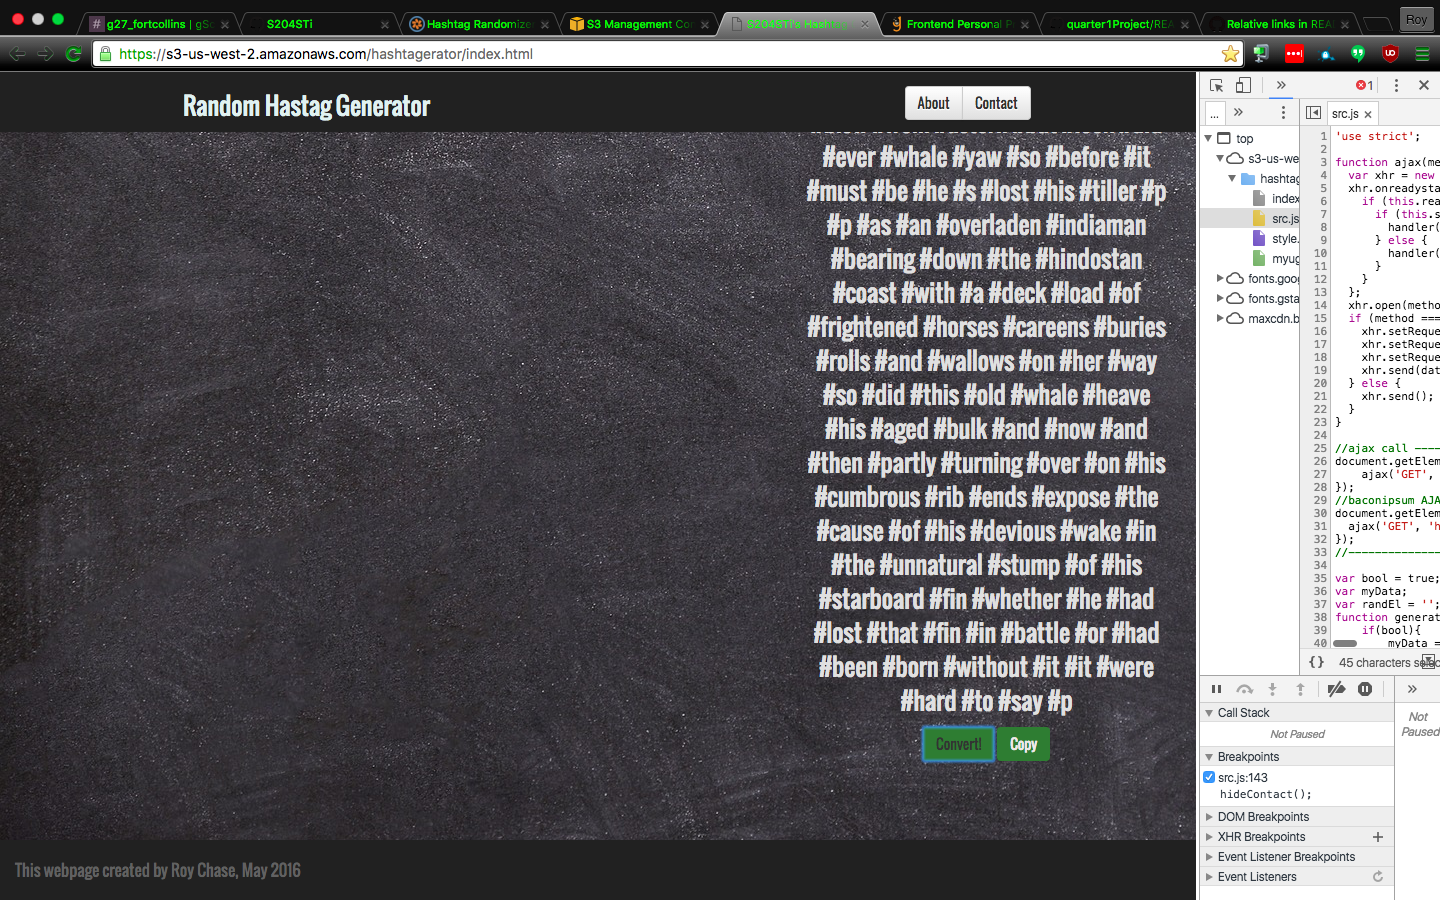 g27_fortcollins | gSc
S204STi
Hashtag Randomize
S3 Management Co
S204STi's Hashtag
Frontend Personal P
quarter1Project/REA
Relative links in REA
Roy
https://s3-us-west-2.amazonaws.com/hashtagerator/index.html
Random Hastag Generator
About
Contact
#ever #whale #yaw #so #before #it
#must #be #he #s #lost #his #tiller #p
#p #as #an #overladen #indiaman
#bearing #down #the #hindostan
#coast #with #a #deck #load #of
#frightened #horses #careens #buries
#rolls #and #wallows #on #her #way
#so #did #this #old #whale #heave
#his #aged #bulk #and #now #and
#then #partly #turning #over #on #his
#cumbrous #rib #ends #expose #the
#cause #of #his #devious #wake #in
#the #unnatural #stump #of #his
#starboard #fin #whether #he #had
#lost #that #fin #in #battle #or #had
#been #born #without #it #it #were
#hard #to #say #p
Convert!
Copy
This webpage created by Roy Chase, May 2016
1
...
src.js
top
s3-us-we
hashtag
index
src.js
style.
myug
fonts.goog
fonts.gsta
maxcdn.b
1 'use strict';
2
3 function ajax(me
4 var xhr = new
5 xhr.onreadysta
6 if (this.rea
7 if (this.s
8 handler(
9 } else {
10 handler(
11 }
12 }
13 };
14 xhr.open(metho
15 if (method ===
16 xhr.setReque
17 xhr.setReque
18 xhr.setReque
19 xhr.send(dat
20 } else {
21 xhr.send();
22 }
23 }
24
25 //ajax call ----
26 document.getElem
27 ajax('GET',
28 });
29 //baconipsum AJA
30 document.getElem
31 ajax('GET', 'h
32 });
33 //--------------
34
35 var bool = true;
36 var myData;
37 var randEl = '';
38 function generat
39 if(bool){
40 myData =
{} 45 characters selec
Call Stack
Not Paused
Breakpoints
src.js:143
hideContact();
DOM Breakpoints
XHR Breakpoints
Event Listener Breakpoints
Event Listeners
Not
Paused